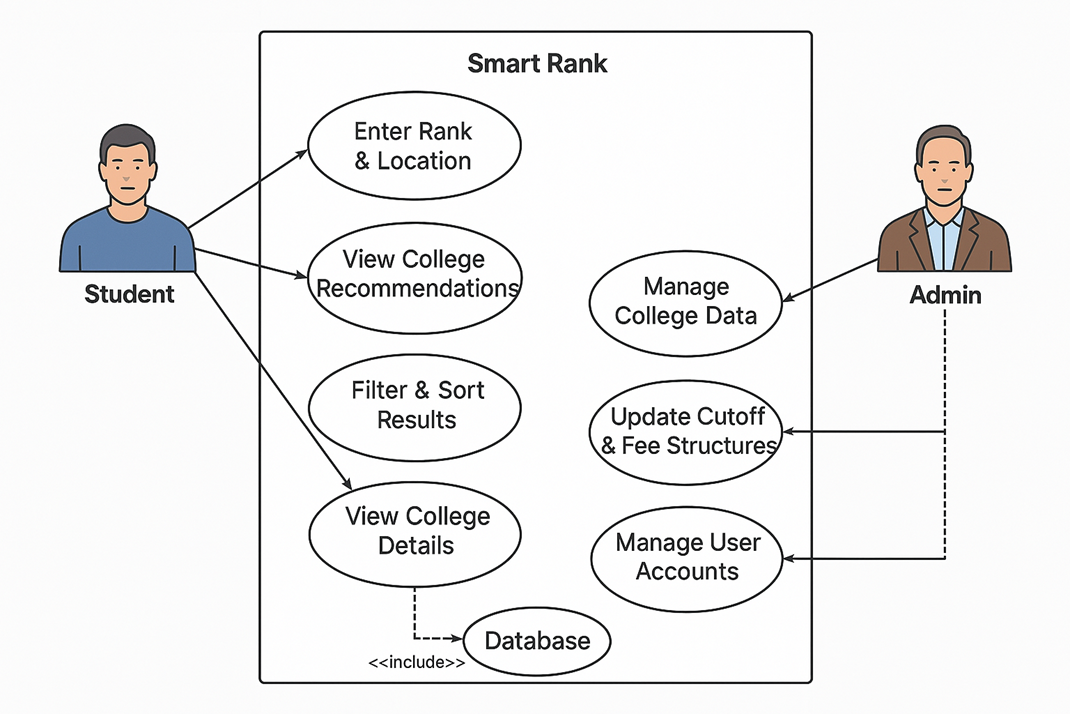 Smart Rank
Enter Rank
& Location
View College
Recommendations
Filter & Sort
Results
View College
Details
<<include>>
Database
Student
Manage
College Data
Update Cutoff
& Fee Structures
Manage User
Accounts
Admin